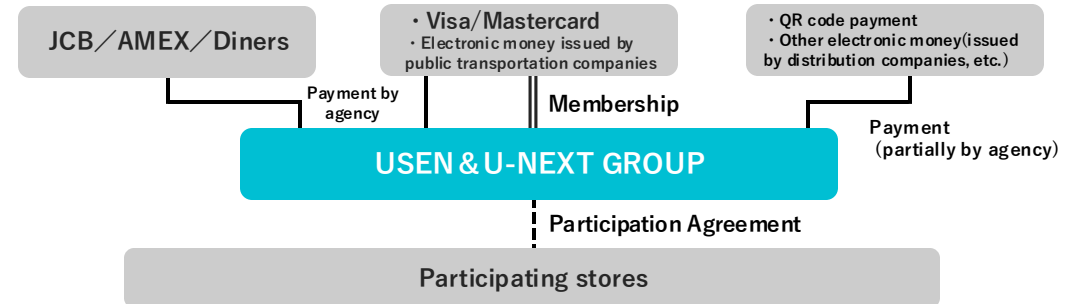 JCB／AMEX／Diners
・Visa/Mastercard
・Electronic money issued by
public transportation companies
・QR code payment
・Other electronic money(issued
by distribution companies, etc.）
Payment by
agency
Membership
Payment
（partially by agency）
USEN＆U-NEXT GROUP
Participation Agreement
Participating stores